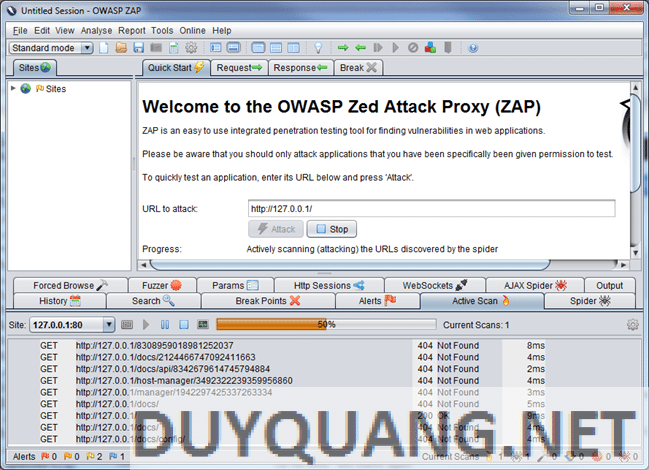 Untitled Session - OWASP ZAP
File Edit View Analyse Report Tools Online Help
Standard mode
Sites Quick Start Request Response Break
Sites
Welcome to the OWASP Zed Attack Proxy (ZAP)
ZAP is an easy to use integrated penetration testing tool for finding vulnerabilities in web applications.
Please be aware that you should only attack applications that you have been specifically been given permission to test.
To quickly test an application, enter its URL below and press 'Attack'.
URL to attack: http://127.0.0.1/
Attack Stop
Progress: Actively scanning (attacking) the URLs discovered by the spider
Forced Browse Fuzzer Params Http Sessions WebSockets AJAX Spider Output
History Search Break Points Alerts Active Scan Spider
Site: 127.0.0.1:80 50% Current Scans: 1
GET http://127.0.0.1/8308959018981252037 404 Not Found 8ms
GET http://127.0.0.1/docs/2124466747092411663 404 Not Found 4ms
GET http://127.0.0.1/docs/api/8342679614745794884 404 Not Found 2ms
GET http://127.0.0.1/host-manager/3492322239359956860 404 Not Found 4ms
GET http://127.0.0.1/manager/1942297425337263334 404 Not Found 3ms
GET http://127.0.0.1/docs/ 404 Not Found 5ms
GET http://127.0.0.1/ 200 OK 9ms
GET http://127.0.0.1/docs/ 404 Not Found 4ms
GET http://127.0.0.1/docs/config/ 404 Not Found 4ms
DUYQUANG.NET
Alerts 0 0 2 1 Current Scans 1 0 0 0